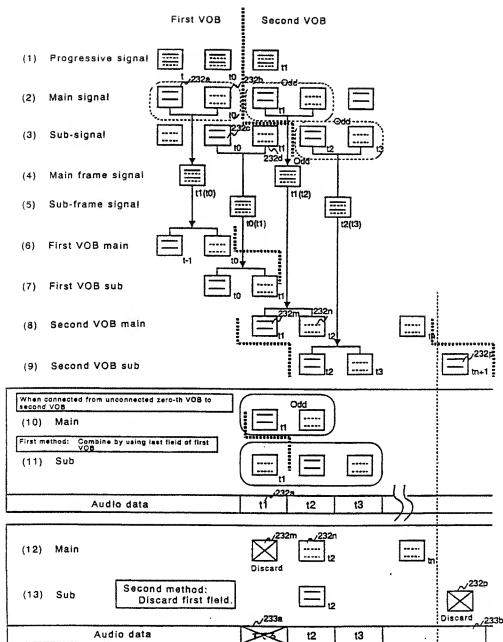 First VOB Second VOB
(1) Progressive signal
t t0 t1
232a 232b Odd
(2) Main signal
t0 t1
232c Odd
(3) Sub-signal
t0 t1 t2 t3
232d Odd
(4) Main frame signal
t1(t0) t1(t2)
(5) Sub-frame signal
t0(t1) t2(t3)
(6) First VOB main
t-1 t0
(7) First VOB sub
t0 t1
232m 232n
(8) Second VOB main
t1 t2 tn
232p
(9) Second VOB sub
t2 t3 tn+1
When connected from unconnected zero-th VOB to second VOB
Odd
(10) Main
t1
First method: Combine by using last field of first VOB
(11) Sub
t1
232a
Audio data t1 t2 t3
232m 232n
(12) Main
t2 tn
Discard
232p
(13) Sub
Second method: Discard first field.
t2
Discard
233a 233b
Audio data t2 t3